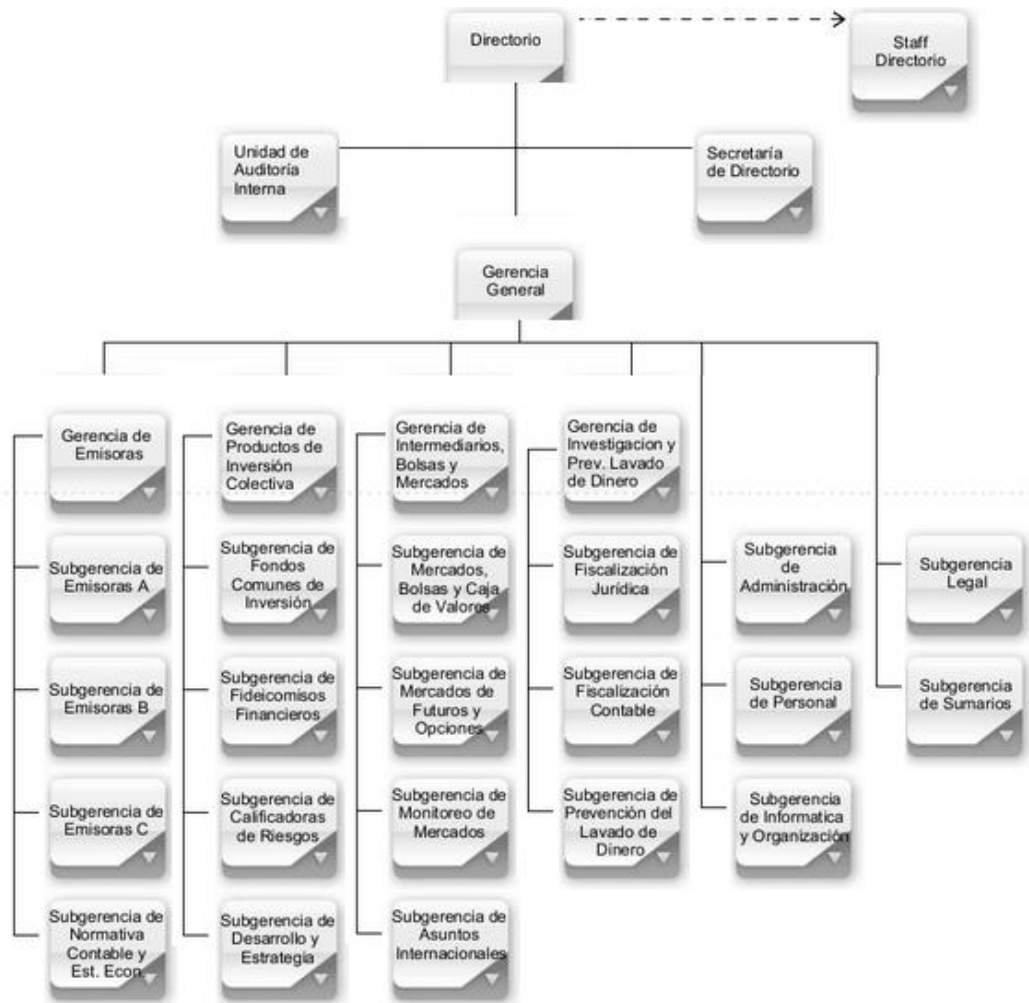 Directorio
Staff
Directorio
Unidad de
Auditoría
Interna
Secretaría
de Directorio
Gerencia
General
Gerencia de
Emisoras
Gerencia de
Productos de
Inversión
Colectiva
Gerencia de
Intermediarios,
Bolsas y
Mercados
Gerencia de
Investigacion y
Prev. Lavado
de Dinero
Subgerencia de
Emisoras A
Subgerencia de
Fondos
Comunes de
Inversión
Subgerencia de
Mercados,
Bolsas y Caja
de Valores
Subgerencia de
Fiscalización
Jurídica
Subgerencia
de
Administración
Subgerencia
Legal
Subgerencia de
Emisoras B
Subgerencia de
Fideicomisos
Financieros
Subgerencia de
Mercados de
Futuros y
Opciones
Subgerencia de
Fiscalización
Contable
Subgerencia
de Personal
Subgerencia
de Sumarios
Subgerencia de
Emisoras C
Subgerencia de
Calificadoras
de Riesgos
Subgerencia de
Monitoreo de
Mercados
Subgerencia de
Prevención del
Lavado de
Dinero
Subgerencia
de Informatica
y Organización
Subgerencia de
Normativa
Contable y
Est. Econ.
Subgerencia de
Desarrollo y
Estrategia
Subgerencia de
Asuntos
Internacionales